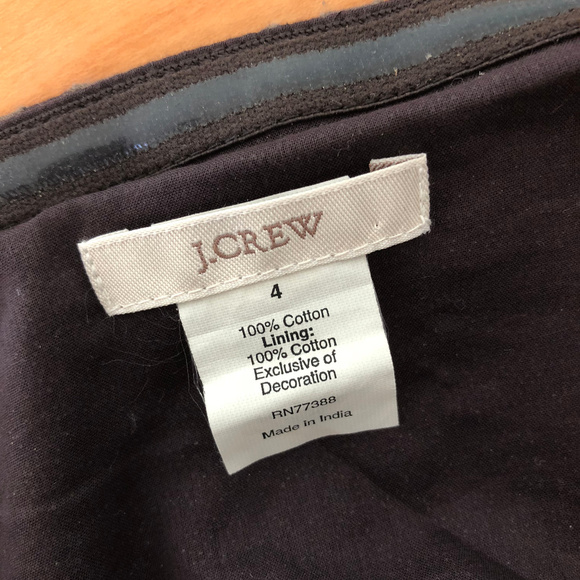 J.CREW
4
100% Cotton
Lining:
100% Cotton
Exclusive of
Decoration
RN77388
Made in India